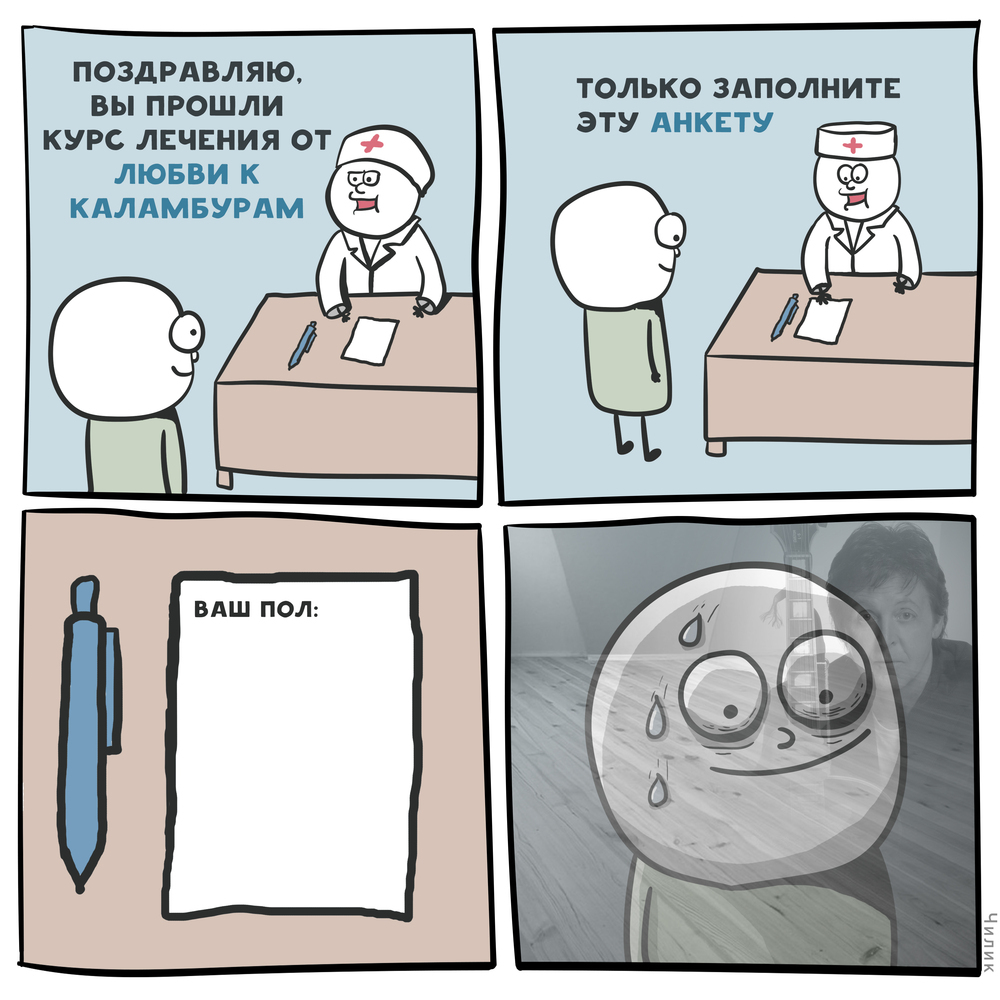 ПОЗДРАВЛЯЮ,
ВЫ ПРОШЛИ
КУРС ЛЕЧЕНИЯ ОТ
ЛЮБВИ К
КАЛАМБУРАМ
ТОЛЬКО ЗАПОЛНИТЕ
ЭТУ АНКЕТУ
ВАШ ПОЛ:
Чилик